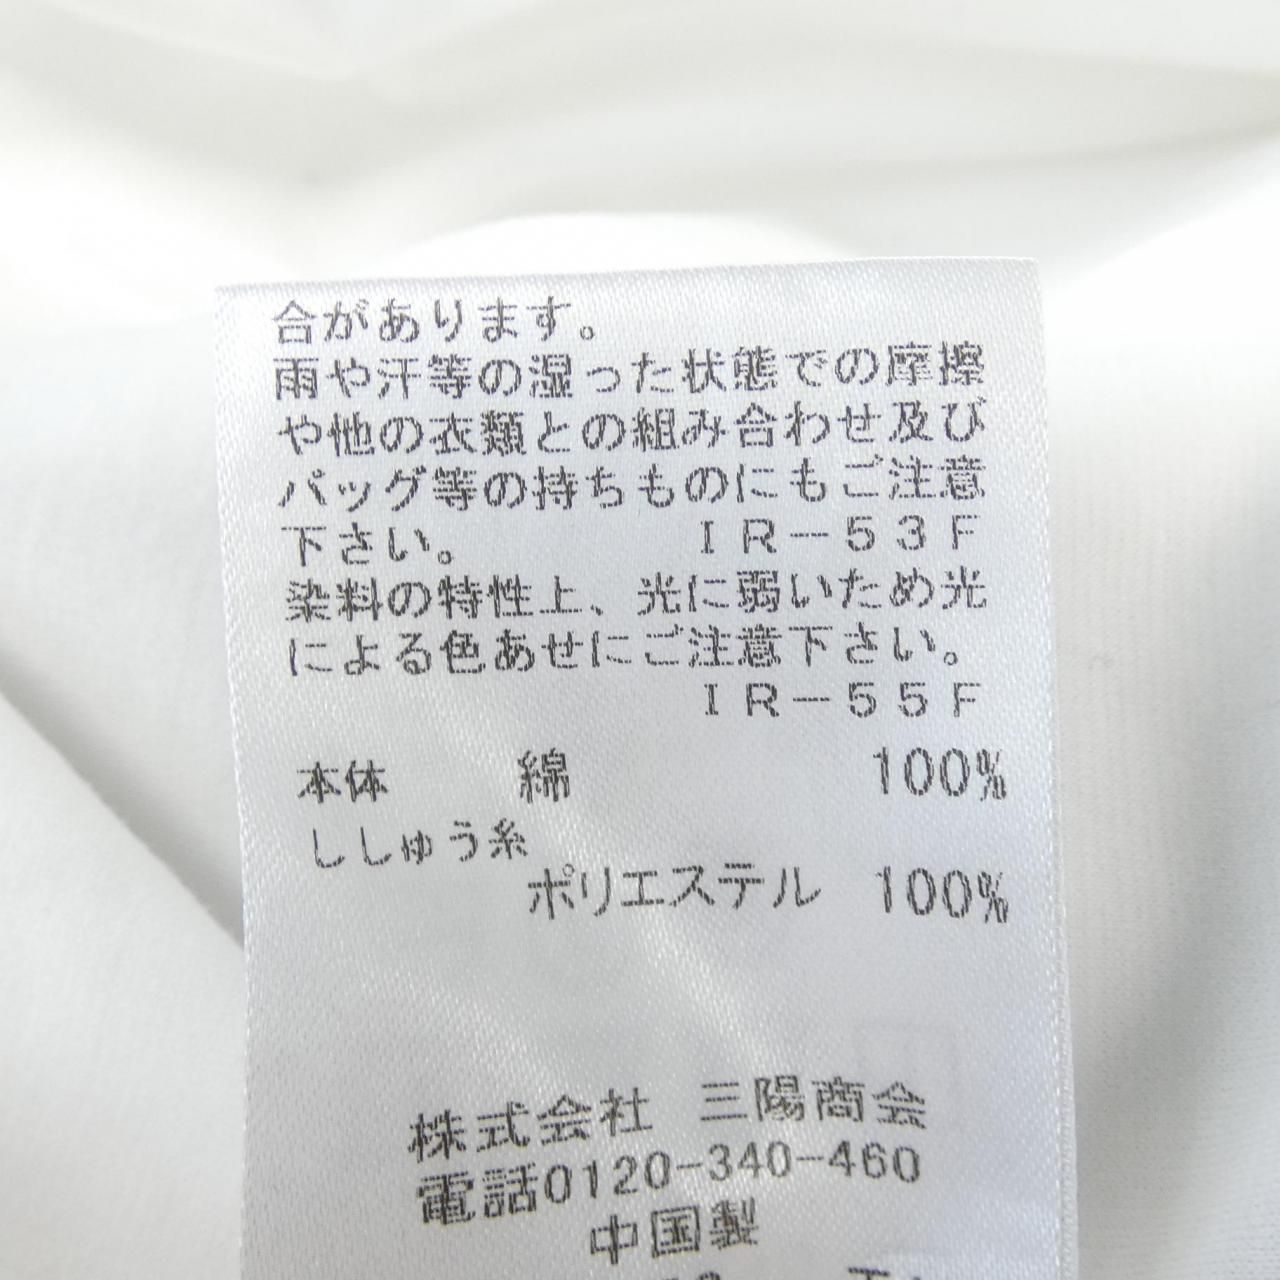 合があります。
雨や汗等の湿った状態での摩擦
や他の衣類との組み合わせ及び
バッグ等の持ちものにもご注意
下さい。 IR-53F
染料の特性上、光に弱いため光
による色あせにご注意下さい。
IR-55F
本体 綿 100%
ししゅう糸
ポリエステル 100%
株式会社 三陽商会
電話0120-340-460
中国製